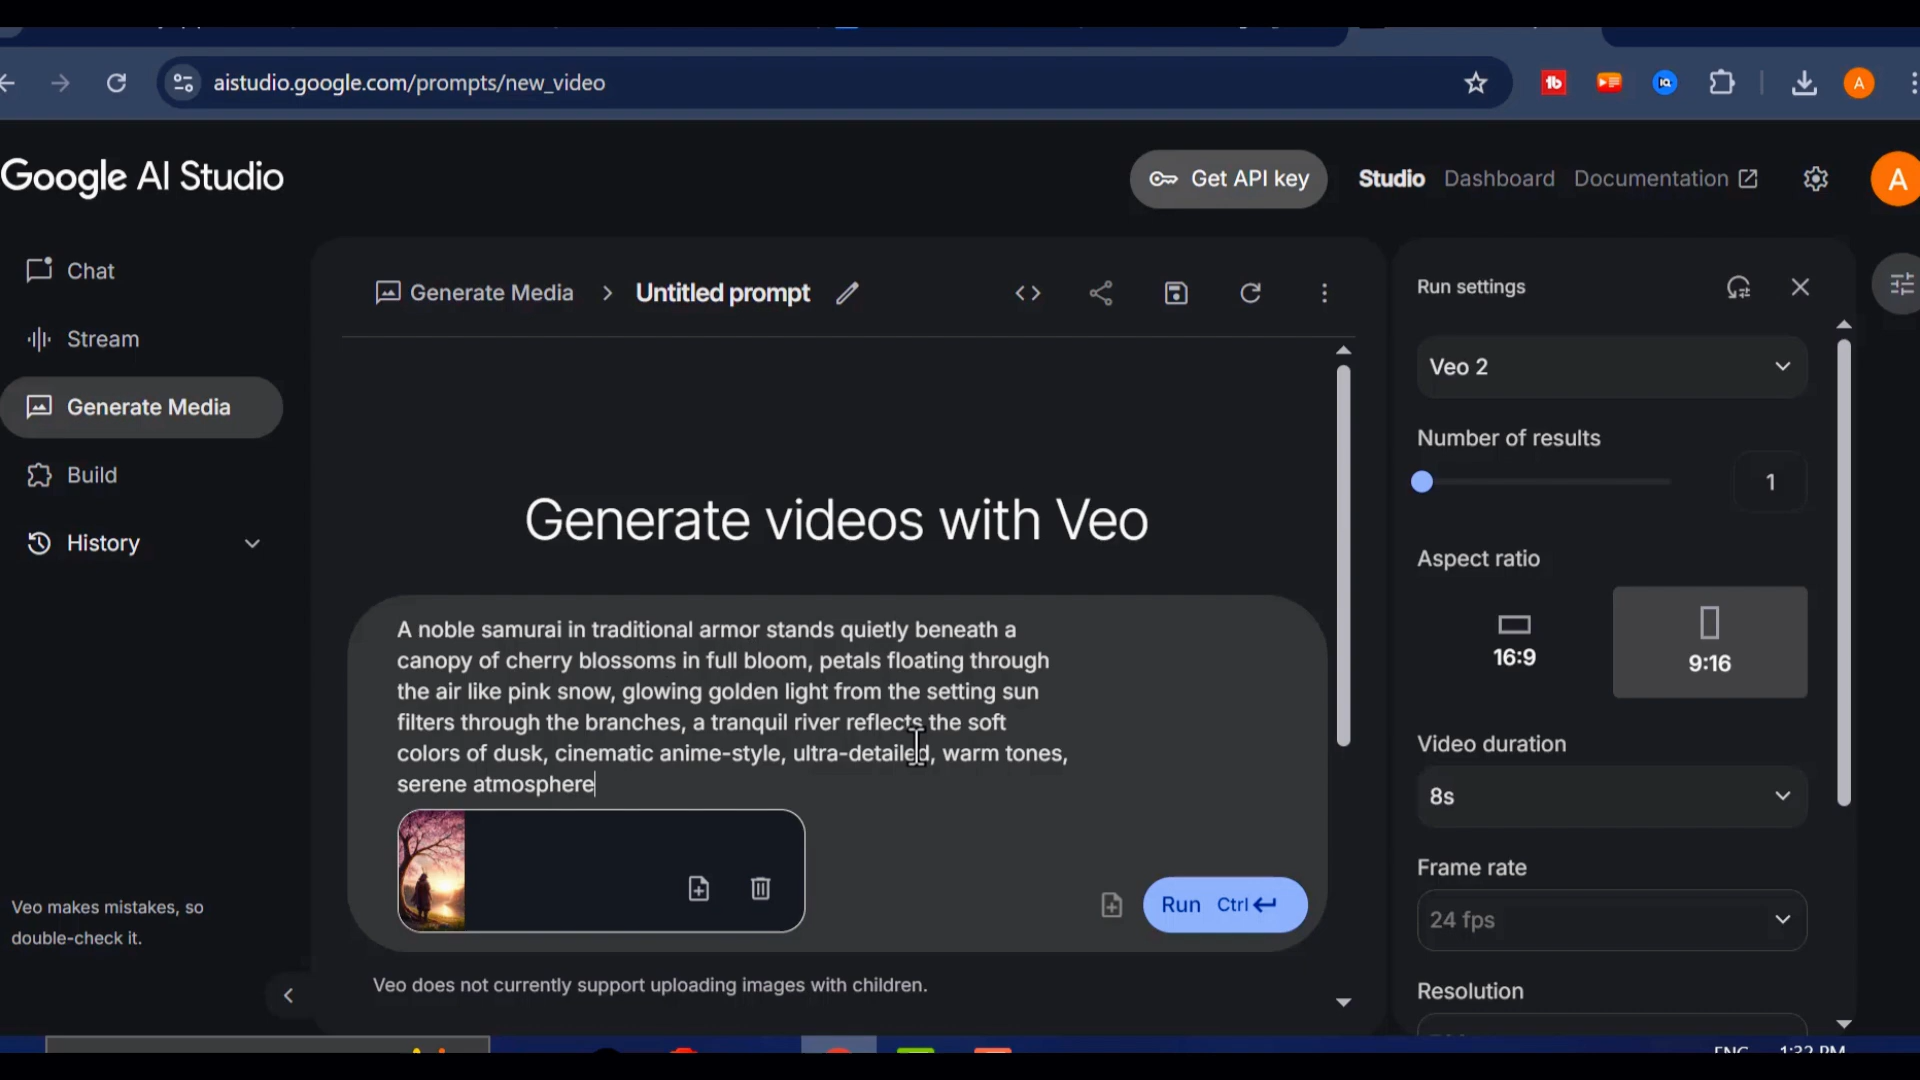 aistudio.google.com/prompts/new_video
A
Google AI Studio
Get API key
Studio
Dashboard
Documentation
A
Chat
Stream
Generate Media
Build
History
Generate Media > Untitled prompt
Run settings
Veo 2
Number of results
1
Aspect ratio
16:9
9:16
Video duration
8s
Frame rate
24 fps
Resolution
Generate videos with Veo
A noble samurai in traditional armor stands quietly beneath a
canopy of cherry blossoms in full bloom, petals floating through
the air like pink snow, glowing golden light from the setting sun
filters through the branches, a tranquil river reflects the soft
colors of dusk, cinematic anime-style, ultra-detailed, warm tones,
serene atmosphere
Run Ctrl
Veo does not currently support uploading images with children.
Veo makes mistakes, so
double-check it.
ENG
1:32 PM